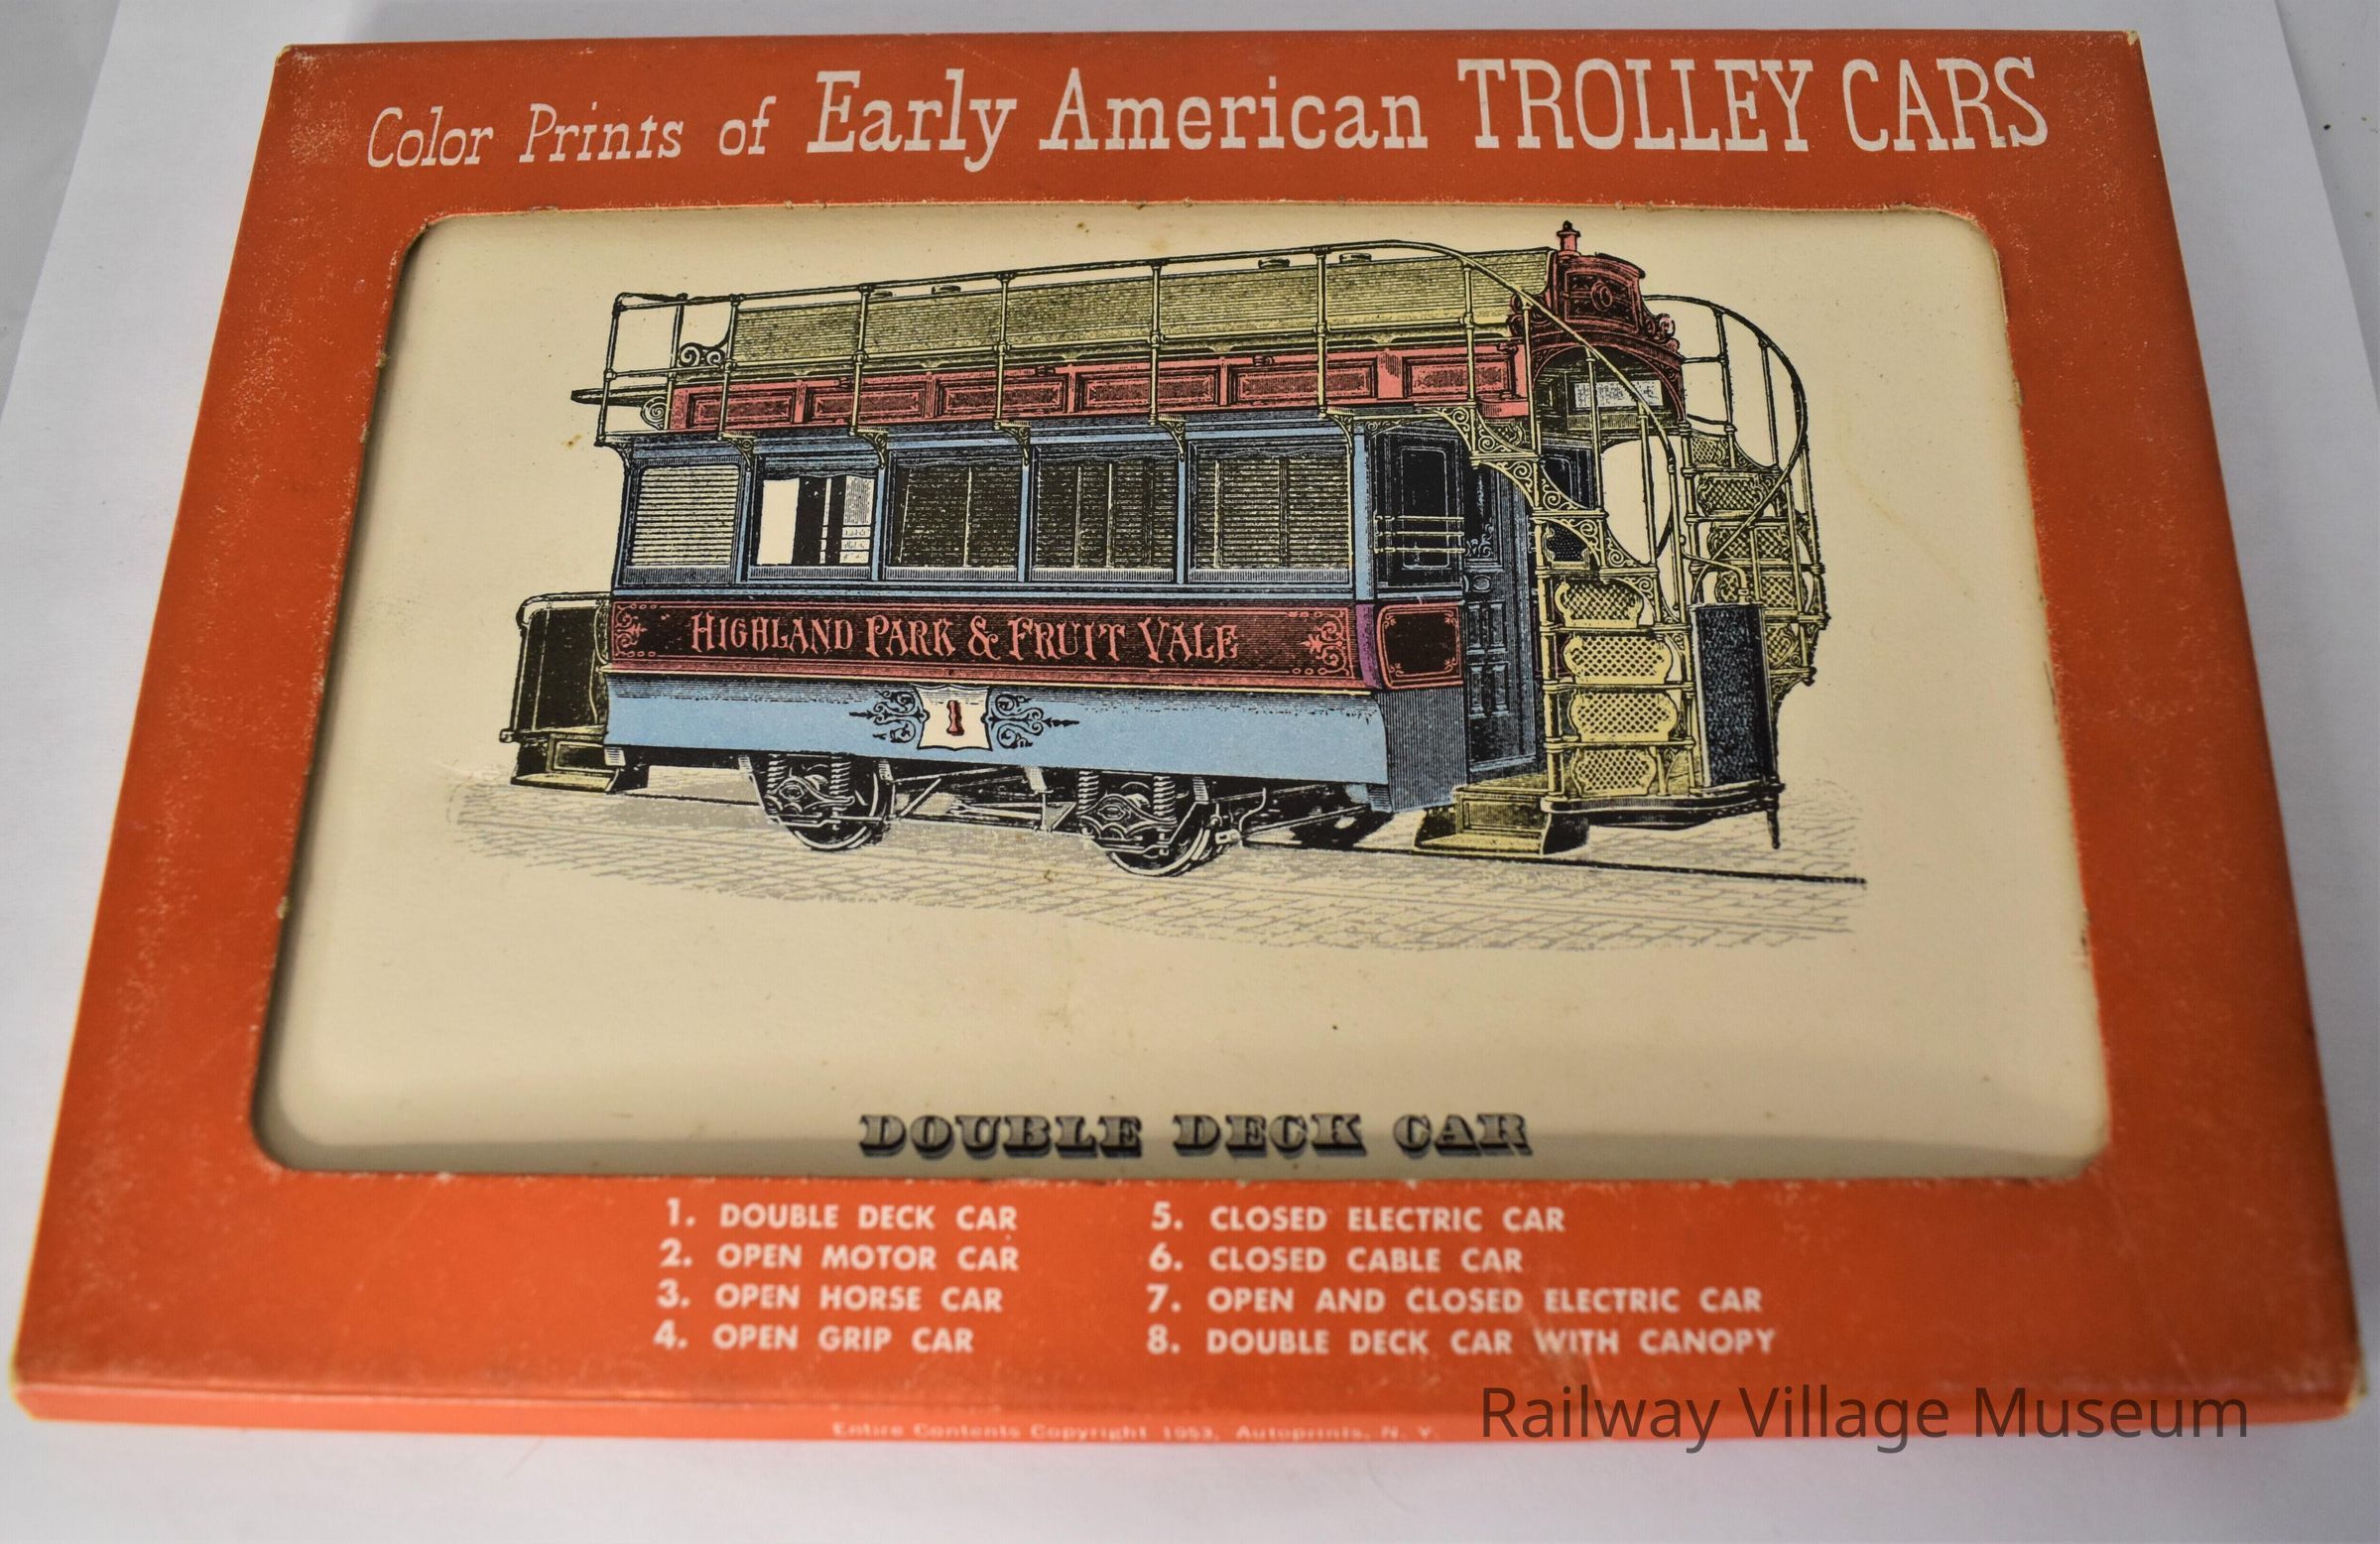 Color Prints of Early American TROLLEY CARS
HIGHLAND PARK & FRUIT VALE
1
DOUBLE DECK CAR
1. DOUBLE DECK CAR
2. OPEN MOTOR CAR
3. OPEN HORSE CAR
4. OPEN GRIP CAR
5. CLOSED ELECTRIC CAR
6. CLOSED CABLE CAR
7. OPEN AND CLOSED ELECTRIC CAR
8. DOUBLE DECK CAR WITH CANOPY
Entire Contents Copyright 1953, Autoprints, N. Y.
Railway Village Museum